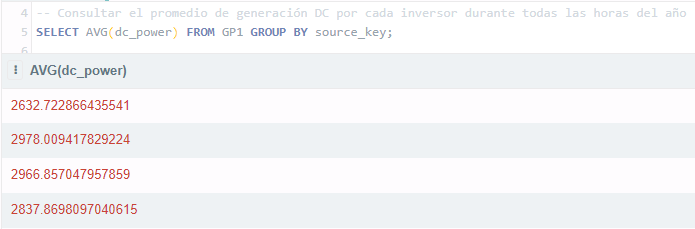 4 -- Consultar el promedio de generación DC por cada inversor durante todas las horas del año
5 SELECT AVG(dc_power) FROM GP1 GROUP BY source_key;
6
AVG(dc_power)
2632.722866435541
2978.009417829224
2966.857047957859
2837.8698097040615